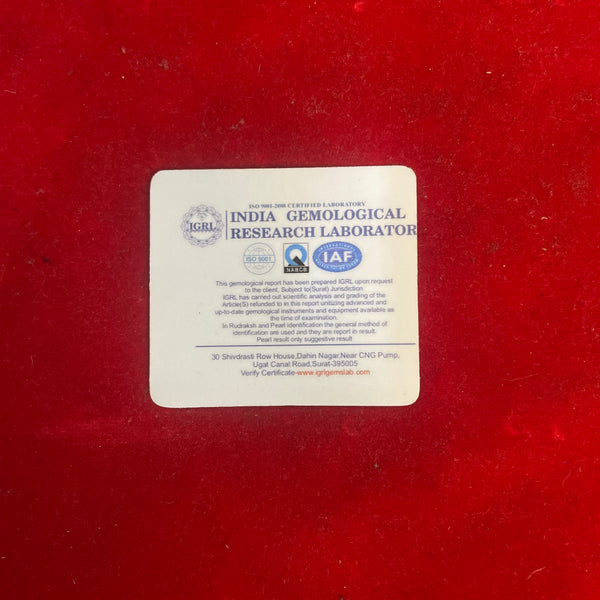 ISO 9001-2008 CERTIFIED LABORATORY
IGRL
INDIA GEMOLOGICAL
RESEARCH LABORATOR
ISO 9001
NABCB
IAF
This gemological report has been prepared IGRL upon request
to the client, Subject to(Surat) Jurisdiction
IGRL has carried out scientific analysis and grading of the
Article(S) refunded to in this report unitizing advanced and
up-to-date gemological instruments and equipment available as
the time of examination.
In Rudraksh and Pearl identification the general method of
identification are used and they are report in result.
Pearl result only suggestive result
30 Shivdrasti Row House,Dahin Nagar,Near CNG Pump,
Ugat Canal Road,Surat-395005
Verify Certificate-www.igrlgemslab.com